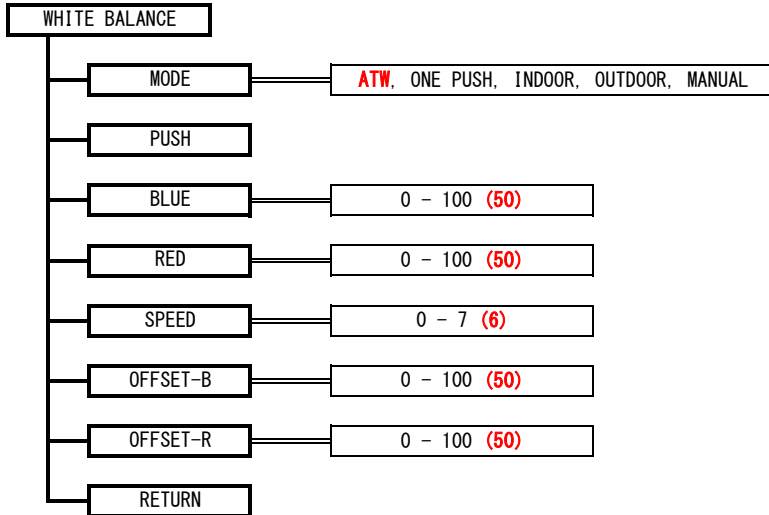 WHITE BALANCE
MODE ATW, ONE PUSH, INDOOR, OUTDOOR, MANUAL
PUSH
BLUE 0 - 100 (50)
RED 0 - 100 (50)
SPEED 0 - 7 (6)
OFFSET-B 0 - 100 (50)
OFFSET-R 0 - 100 (50)
RETURN